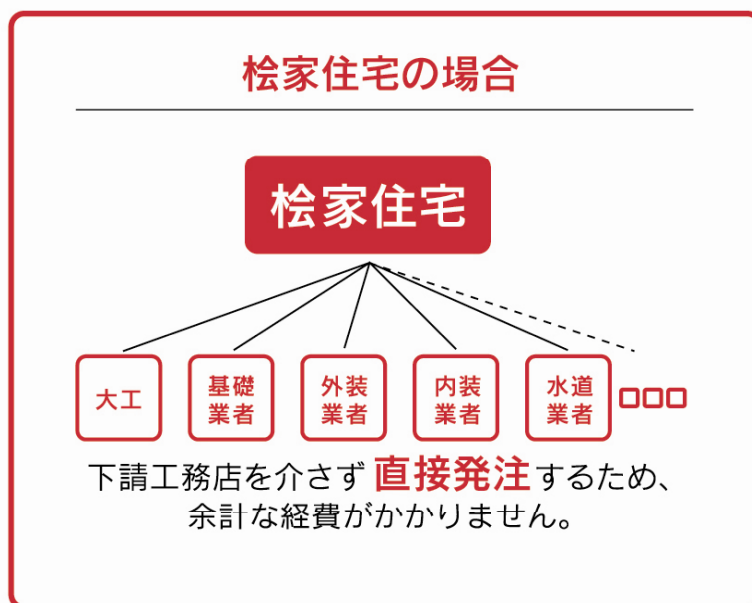 桧家住宅の場合
桧家住宅
大工
基礎
業者
外装
業者
内装
業者
水道
業者
下請工務店を介さず直接発注するため、
余計な経費がかかりません。